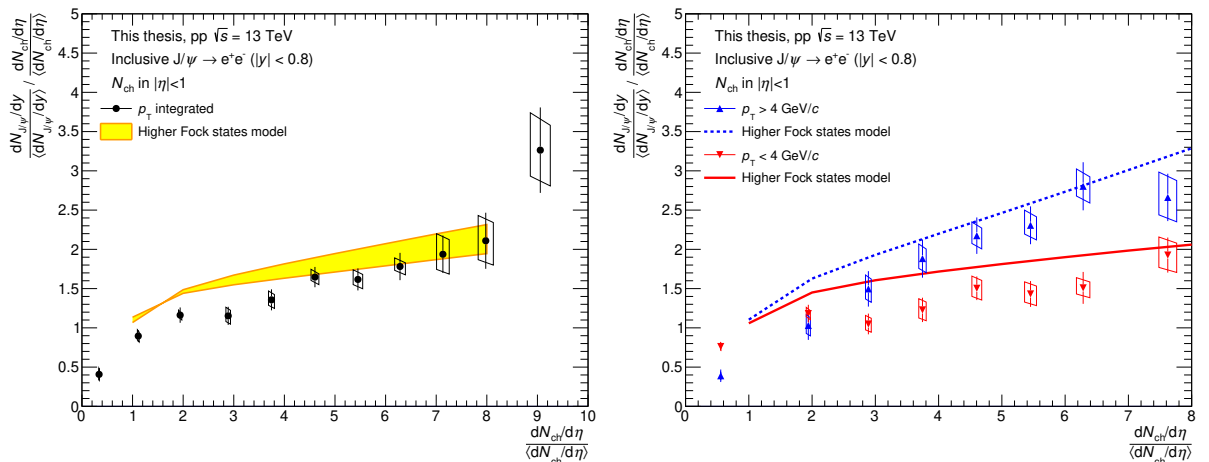 This thesis, pp √s = 13 TeV
Inclusive J/ψ → e⁺e⁻ (|y| < 0.8)
N_ch in |η|<1
p_T integrated
Higher Fock states model
dN_J/ψ/dy / ⟨dN_J/ψ/dy⟩ / dN_ch/dη / ⟨dN_ch/dη⟩
5
4.5
4
3.5
3
2.5
2
1.5
1
0.5
0
0 1 2 3 4 5 6 7 8 9 10
dN_ch/dη
⟨dN_ch/dη⟩
This thesis, pp √s = 13 TeV
Inclusive J/ψ → e⁺e⁻ (|y| < 0.8)
N_ch in |η|<1
p_T > 4 GeV/c
Higher Fock states model
p_T < 4 GeV/c
Higher Fock states model
dN_J/ψ/dy / ⟨dN_J/ψ/dy⟩ / dN_ch/dη / ⟨dN_ch/dη⟩
5
4.5
4
3.5
3
2.5
2
1.5
1
0.5
0
0 1 2 3 4 5 6 7 8
dN_ch/dη
⟨dN_ch/dη⟩